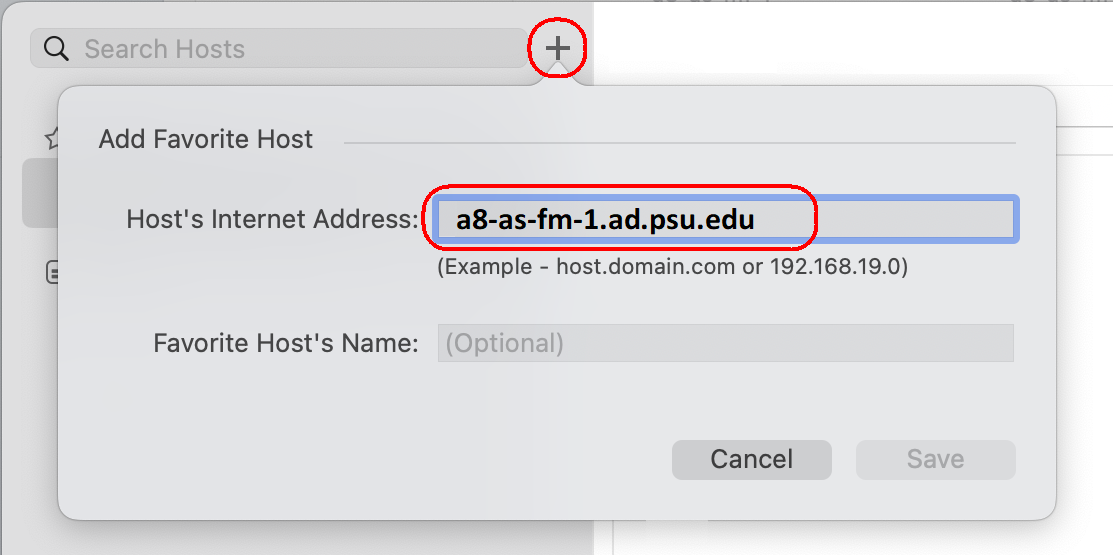 Search Hosts
+
Add Favorite Host
Host's Internet Address: a8-as-fm-1.ad.psu.edu
(Example - host.domain.com or 192.168.19.0)
Favorite Host's Name: (Optional)
Cancel Save